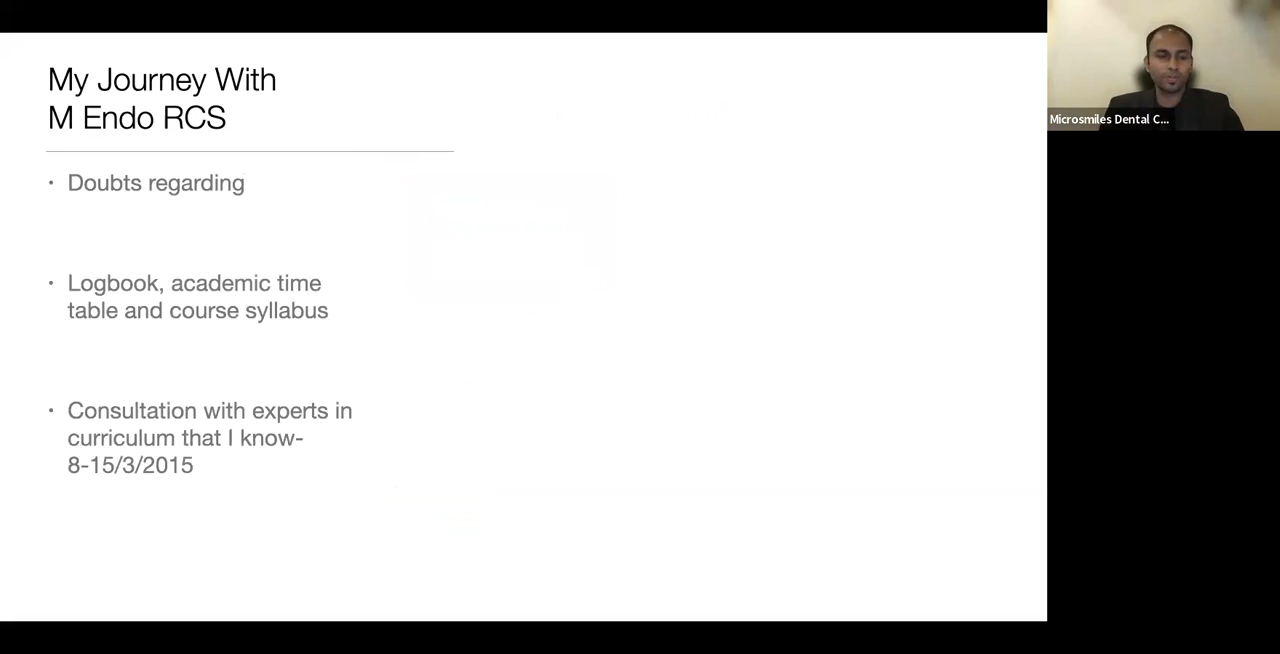 My Journey With
M Endo RCS
• Doubts regarding
• Logbook, academic time
table and course syllabus
• Consultation with experts in
curriculum that I know-
8-15/3/2015
Microsmiles Dental C...